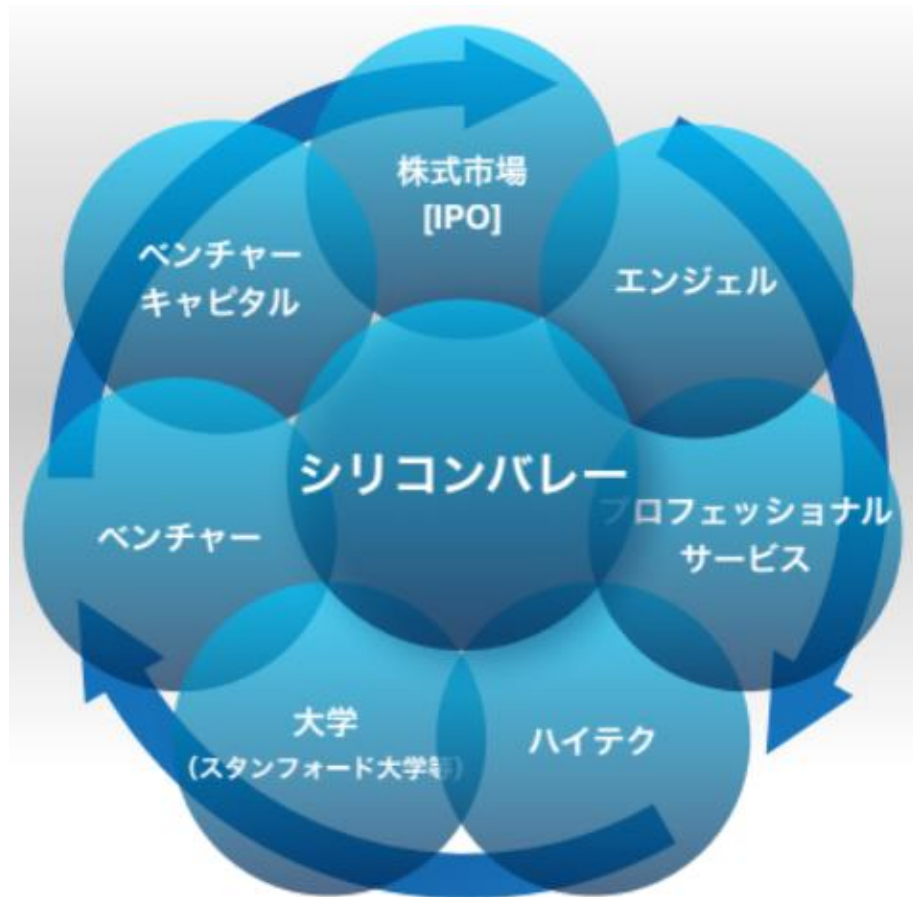 株式市場
[IPO]
エンジェル
プロフェッショナル
サービス
ハイテク
大学
(スタンフォード大学等)
ベンチャー
ベンチャー
キャピタル
シリコンバレー